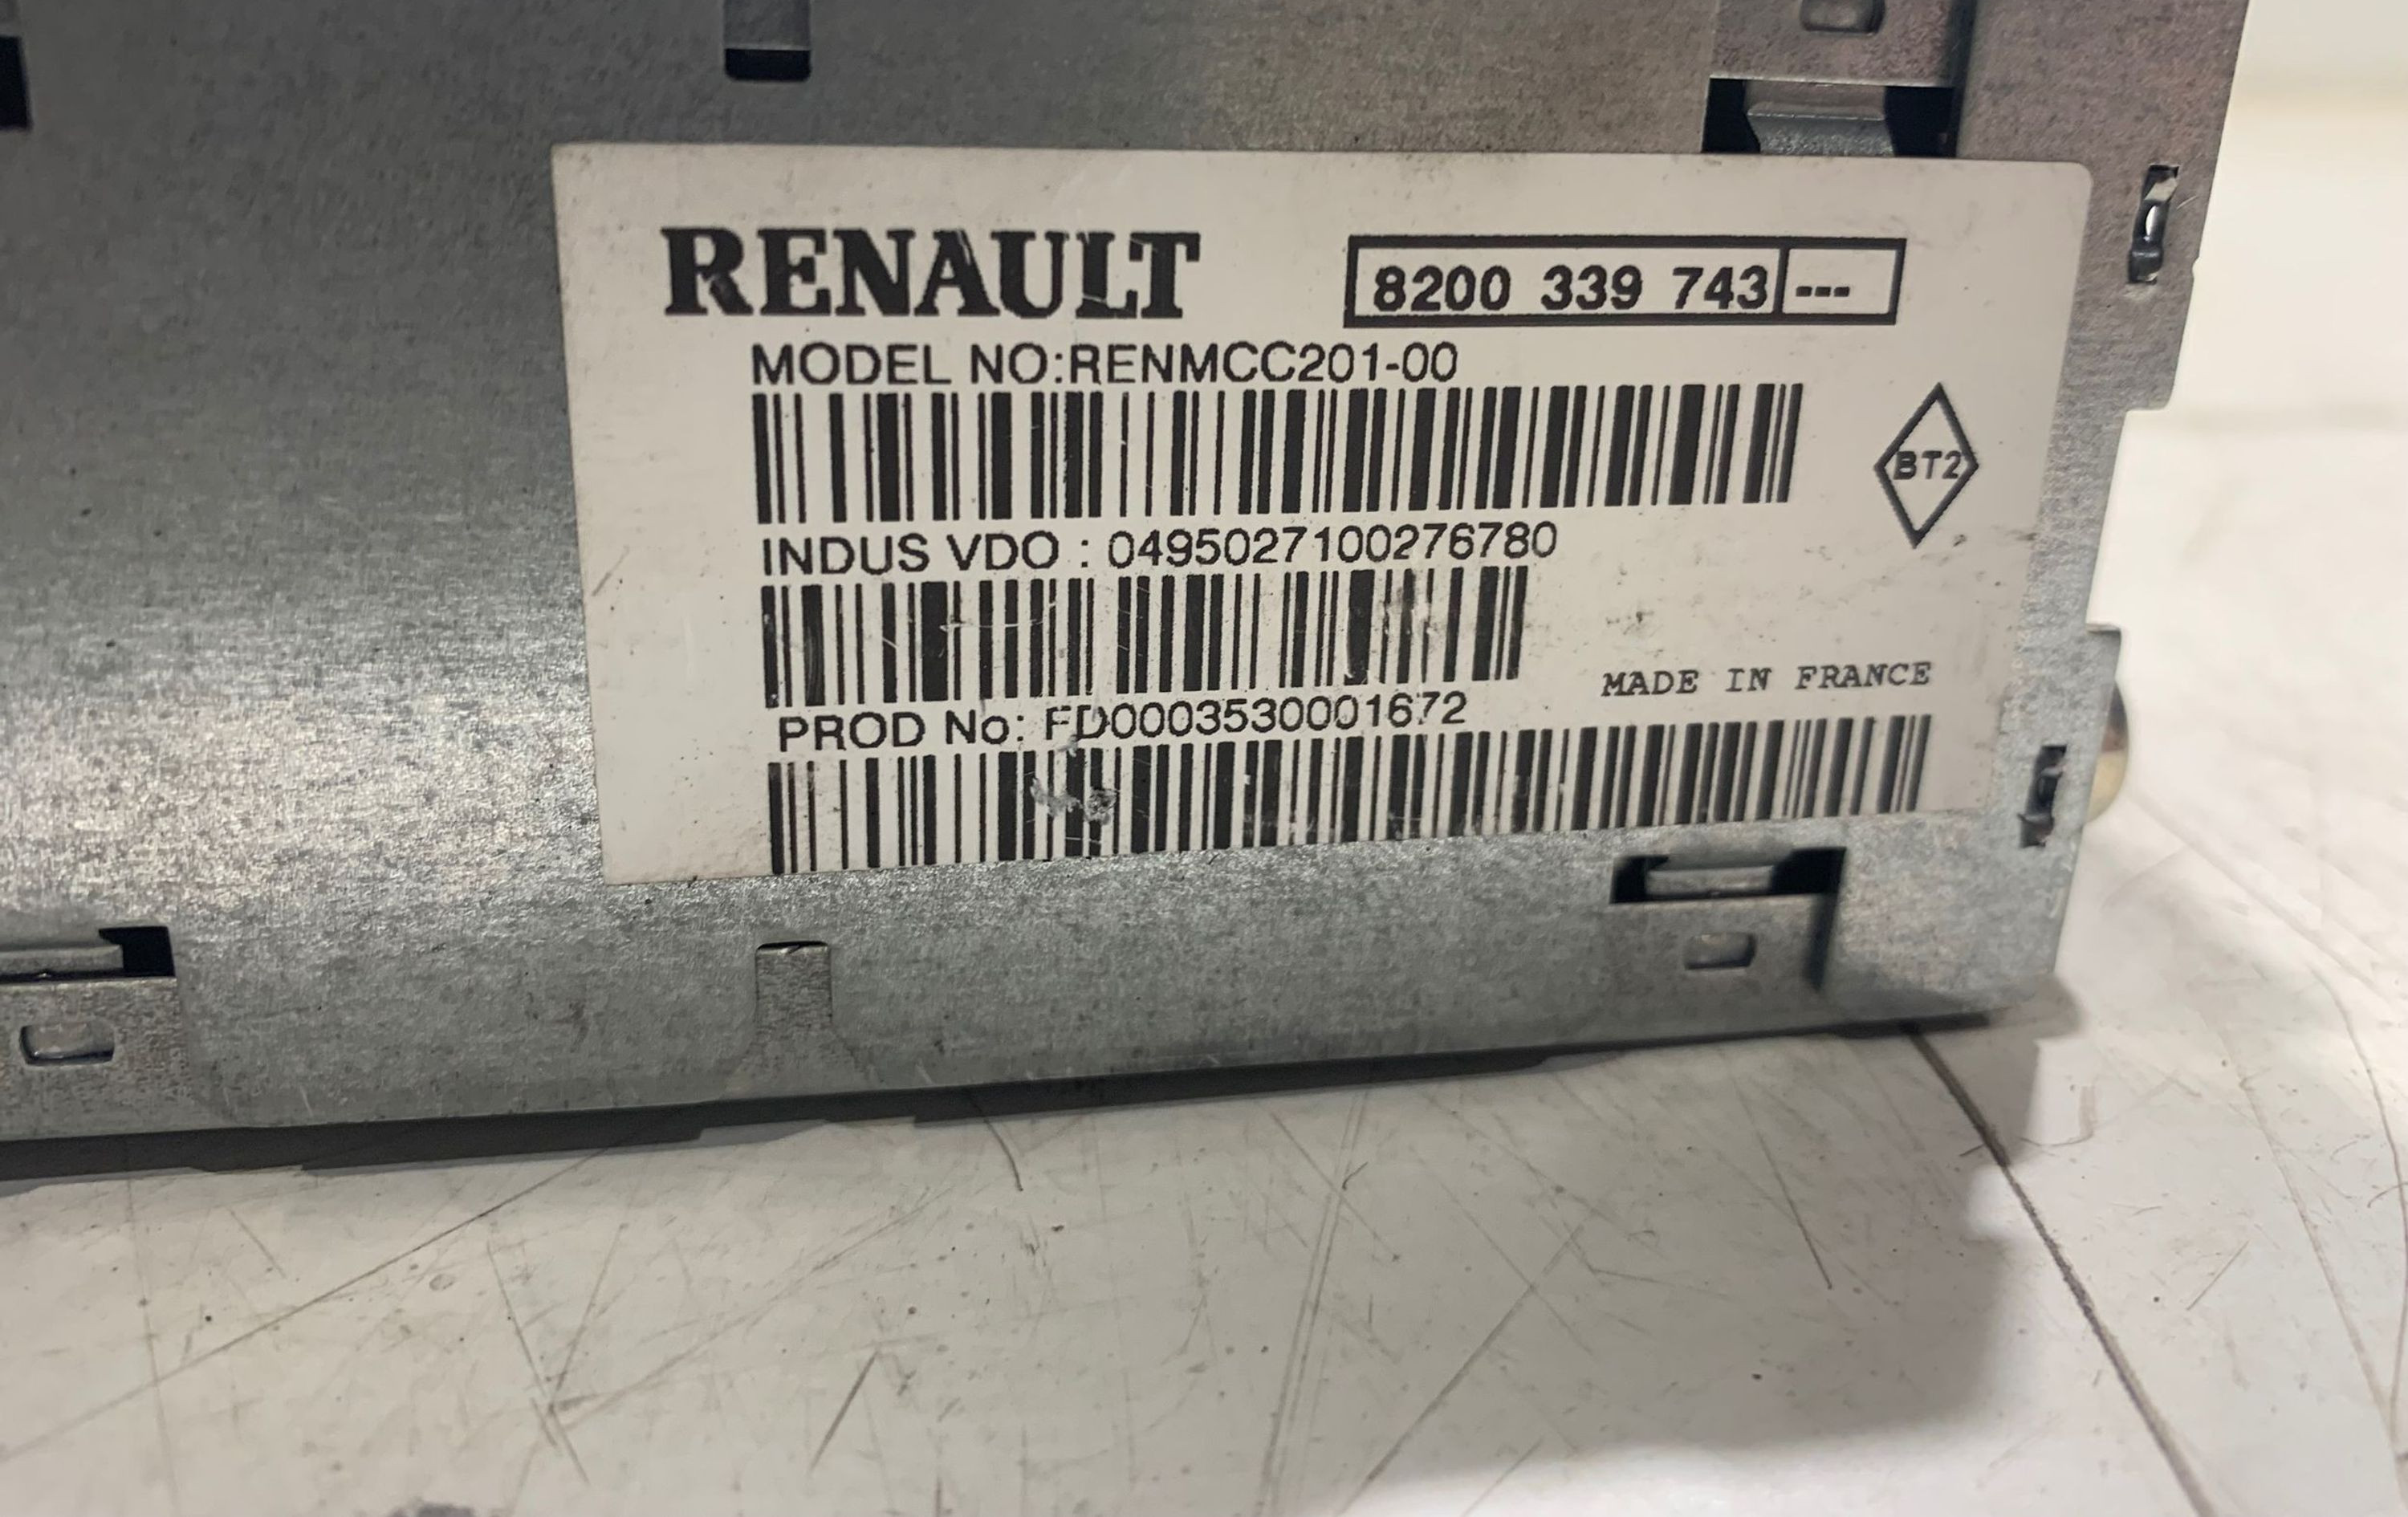 RENAULT
8200 339 743 ---
MODEL NO:RENMCC201-00
BT2
INDUS VDO : 0495027100276780
MADE IN FRANCE
PROD No: FD0003530001672